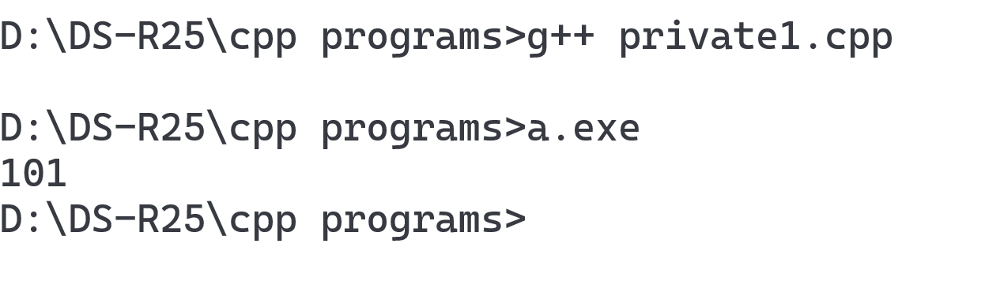 D:\DS-R25\cpp programs>g++ private1.cpp
D:\DS-R25\cpp programs>a.exe
101
D:\DS-R25\cpp programs>